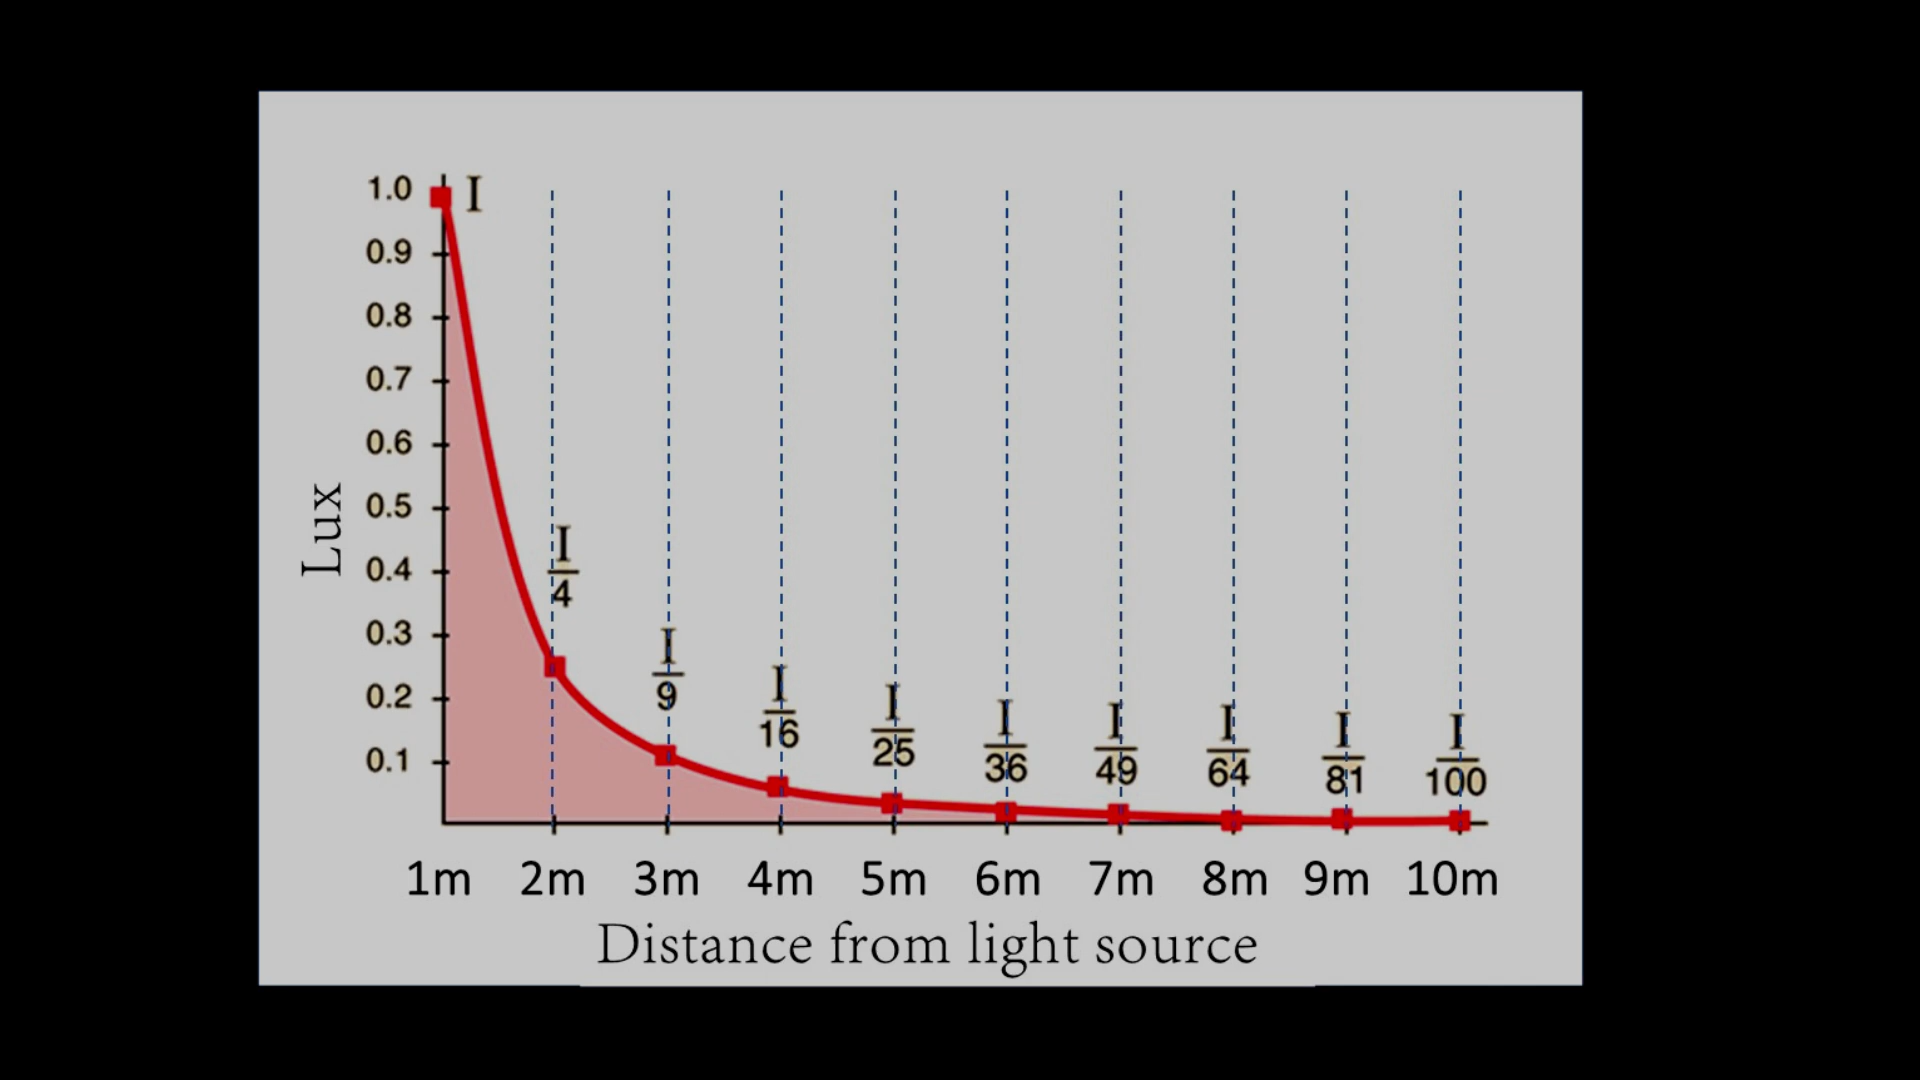 1.0
I
0.9
0.8
0.7
0.6
0.5
0.4
0.3
0.2
0.1
Lux
I
4
I
9
I
16
I
25
I
36
I
49
I
64
I
81
I
100
1m 2m 3m 4m 5m 6m 7m 8m 9m 10m
Distance from light source